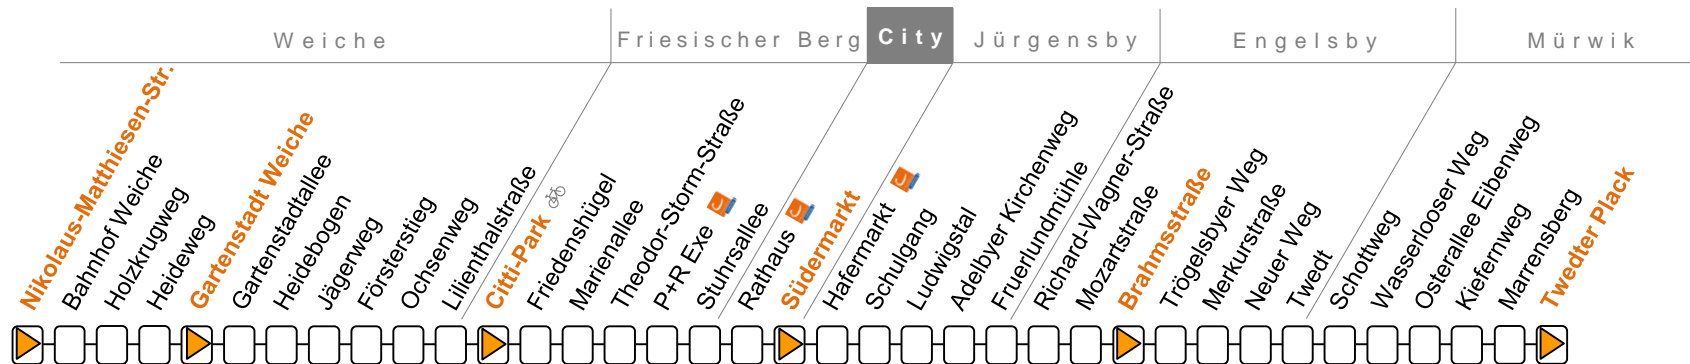 Weiche
Friesischer Berg
City
Jürgensby
Engelsby
Mürwik
Nikolaus-Matthiesen-Str.
Bahnhof Weiche
Holzkrugweg
Heideweg
Gartenstadt Weiche
Gartenstadtallee
Heidebogen
Jägerweg
Försterstieg
Ochsenweg
Lilienthalstraße
Citti-Park
Friedenshügel
Marienallee
Theodor-Storm-Straße
P+R Exe
Stuhrsallee
Rathaus
Südermarkt
Hafermarkt
Schulgang
Ludwigstal
Adelbyer Kirchenweg
Fruerlundmühle
Richard-Wagner-Straße
Mozartstraße
Brahmsstraße
Trögelsbyer Weg
Merkurstraße
Neuer Weg
Twedt
Schottweg
Wasserlooser Weg
Osterallee Eibenweg
Kiefernweg
Marrensberg
Twedter Plack